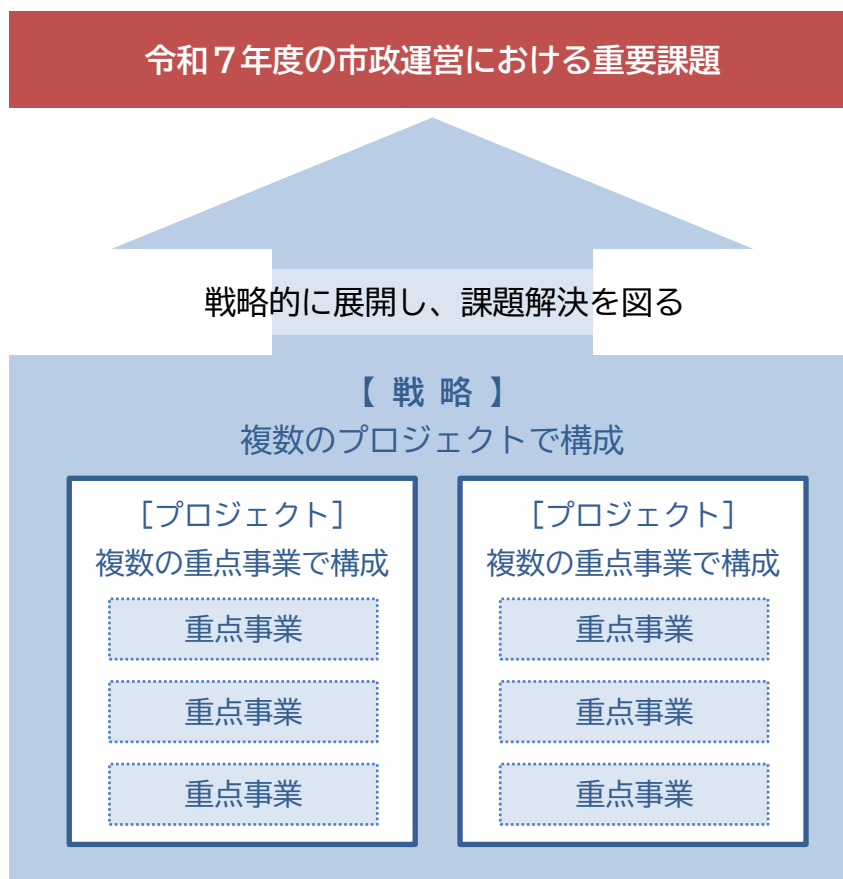 令和７年度の市政運営における重要課題
戦略的に展開し、課題解決を図る
【 戦 略 】
複数のプロジェクトで構成
［プロジェクト］
複数の重点事業で構成
重点事業
重点事業
重点事業
［プロジェクト］
複数の重点事業で構成
重点事業
重点事業
重点事業